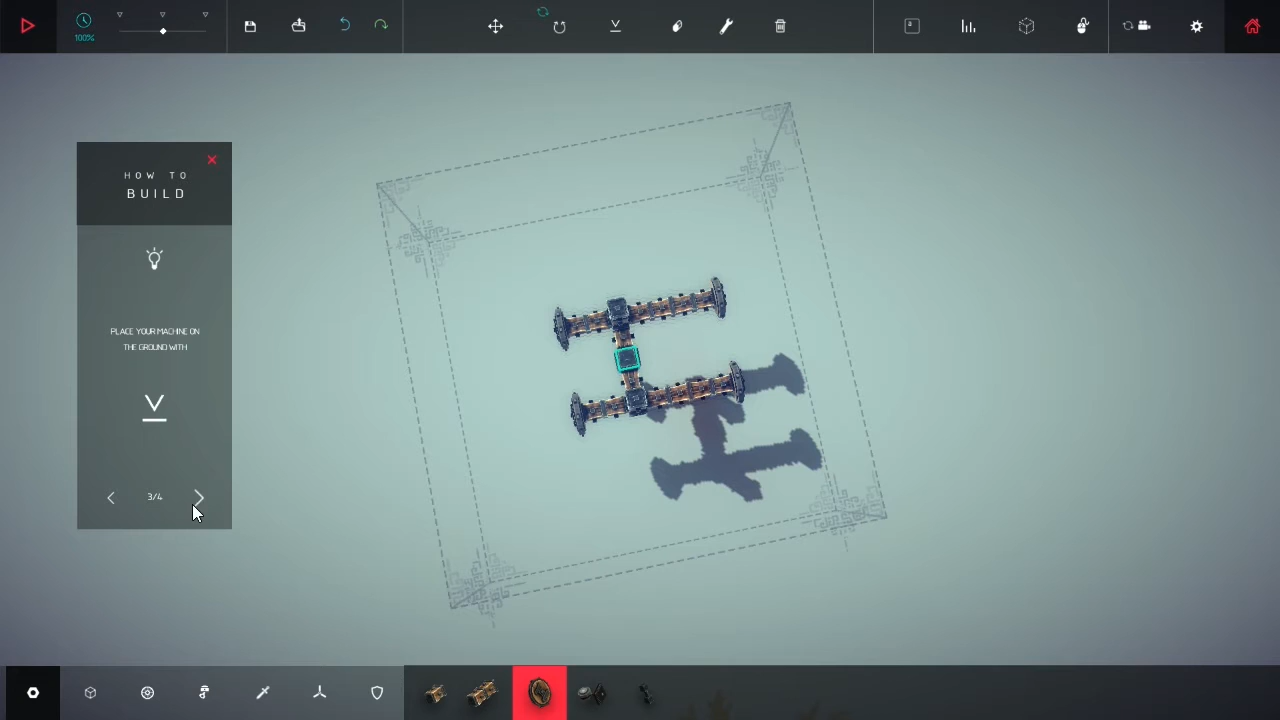 100%
HOW TO
BUILD
PLACE YOUR MACHINE ON
THE GROUND WITH
3/4